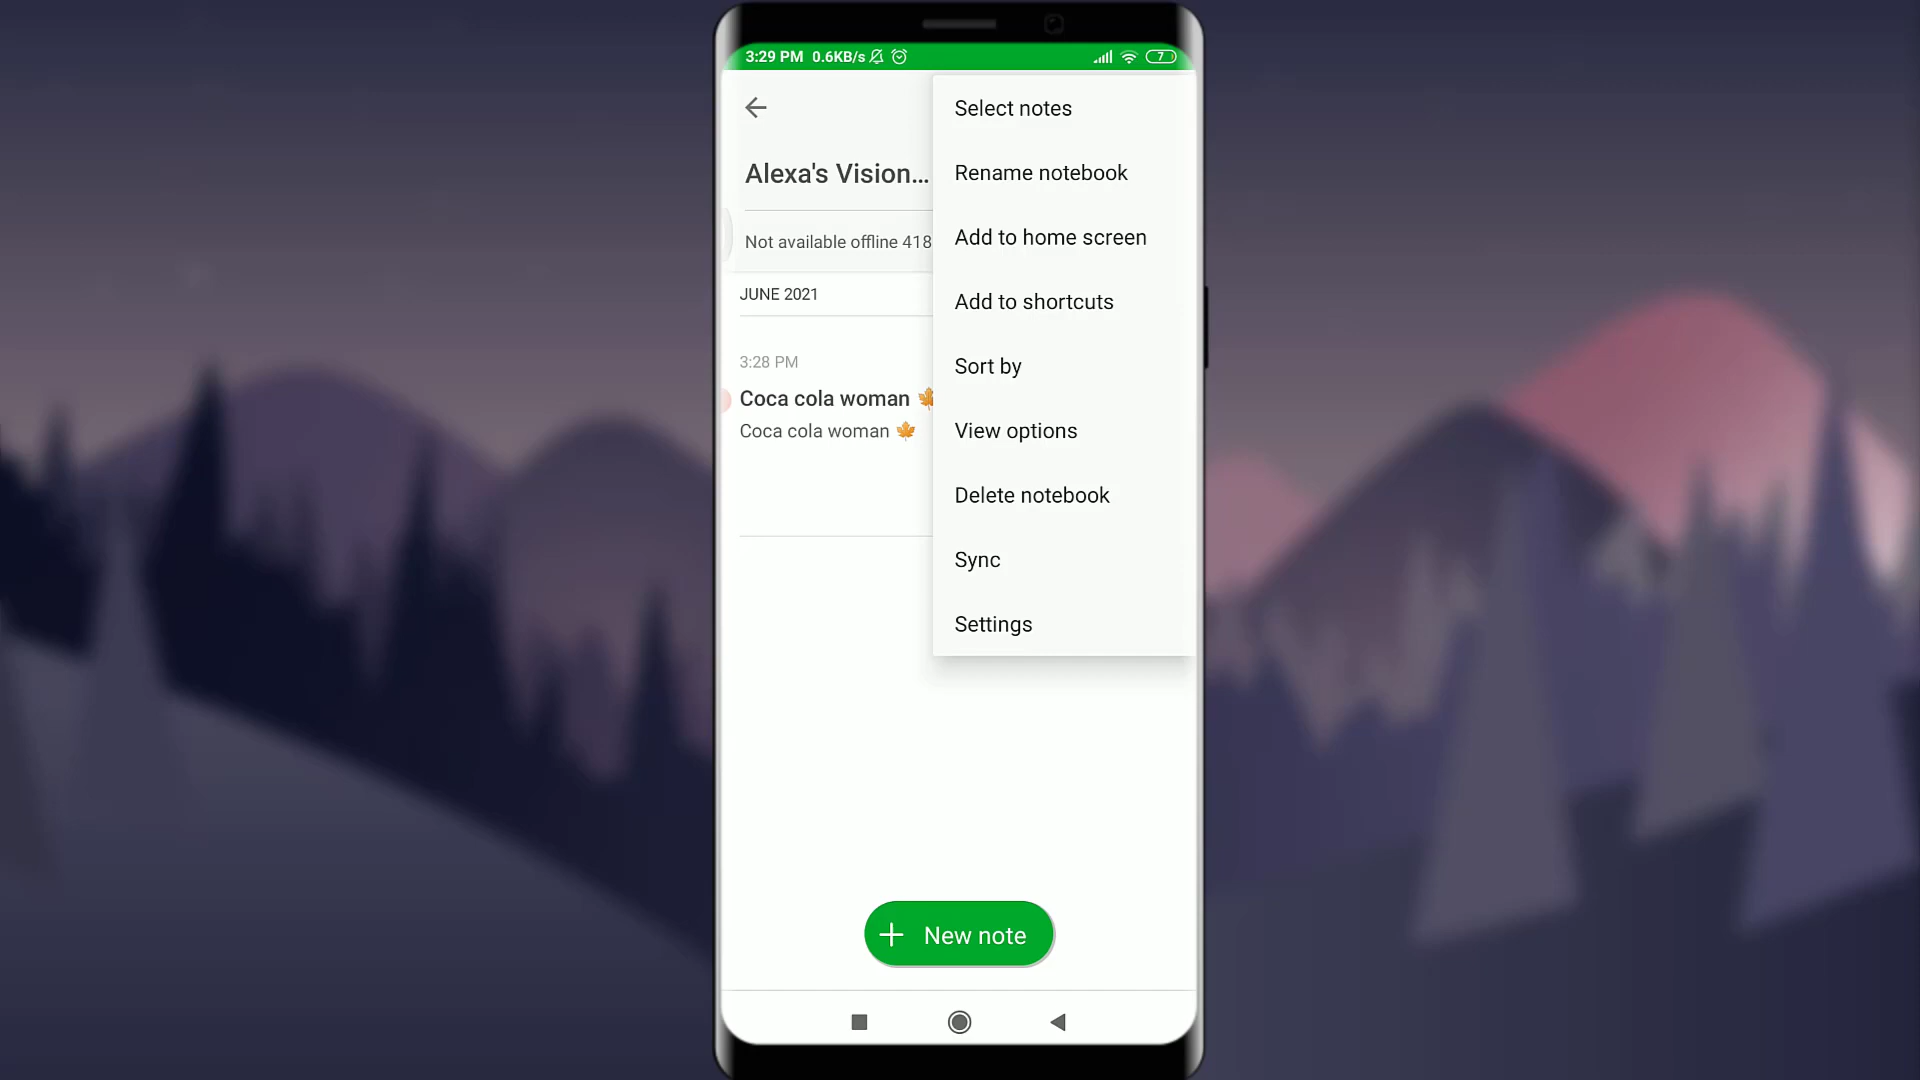 3:29 PM 0.6KB/s
7
Select notes
Alexa's Vision...
Rename notebook
Add to home screen
Not available offline 418
Add to shortcuts
JUNE 2021
Sort by
3:28 PM
Coca cola woman 🍁
Coca cola woman 🍁
View options
Delete notebook
Sync
Settings
New note